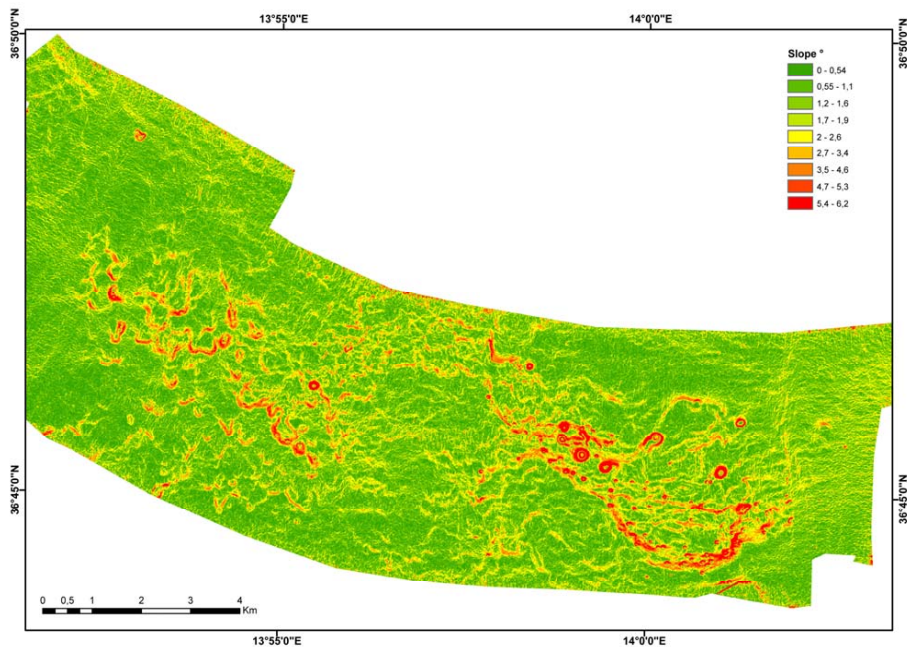 13°55'0"E 14°0'0"E
36°50'0"N
36°50'0"N
Slope °
0 - 0,54
0,55 - 1,1
1,2 - 1,6
1,7 - 1,9
2 - 2,6
2,7 - 3,4
3,5 - 4,6
4,7 - 5,3
5,4 - 6,2
36°45'0"N
36°45'0"N
0 0,5 1 2 3 4
Km
13°55'0"E 14°0'0"E